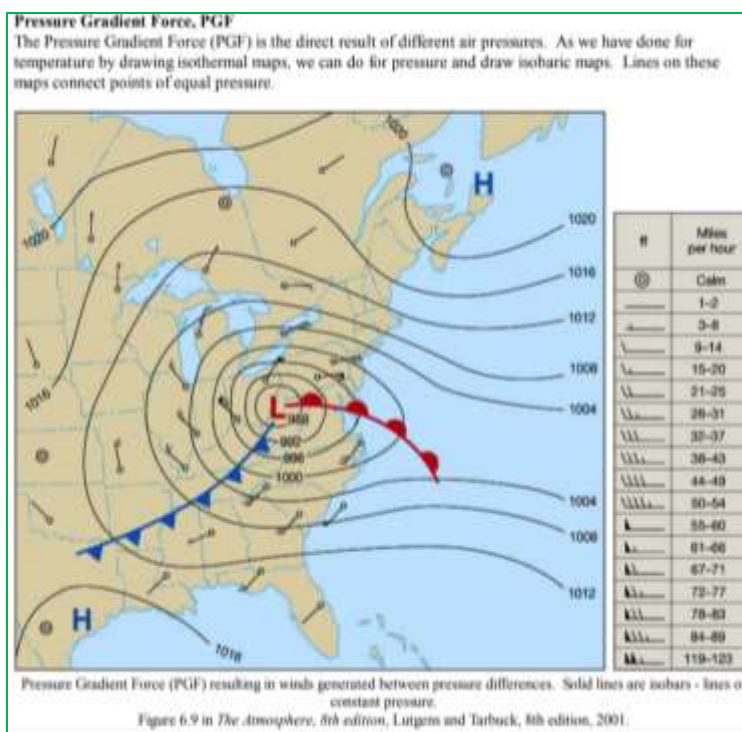 Pressure Gradient Force, PGF
The Pressure Gradient Force (PGF) is the direct result of different air pressures. As we have done for
temperature by drawing isothermal maps, we can do for pressure and draw isobaric maps. Lines on these
maps connect points of equal pressure.
1020
H
1020
1020
1016
1012
1008
1004
1016
L
988
992
996
1000
1004
1008
1012
H
1016
ff
Miles
per hour
Calm
1–2
3–8
9–14
15–20
21–25
26–31
32–37
38–43
44–49
50–54
55–60
61–66
67–71
72–77
78–83
84–89
119–123
Pressure Gradient Force (PGF) resulting in winds generated between pressure differences. Solid lines are isobars - lines o
constant pressure.
Figure 6.9 in The Atmosphere, 8th edition, Lutgens and Tarbuck, 8th edition, 2001.